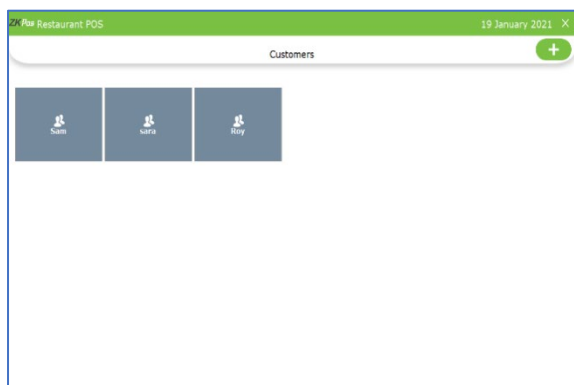 ZKPos Restaurant POS 19 January 2021 X
Customers +
Sam sara Roy